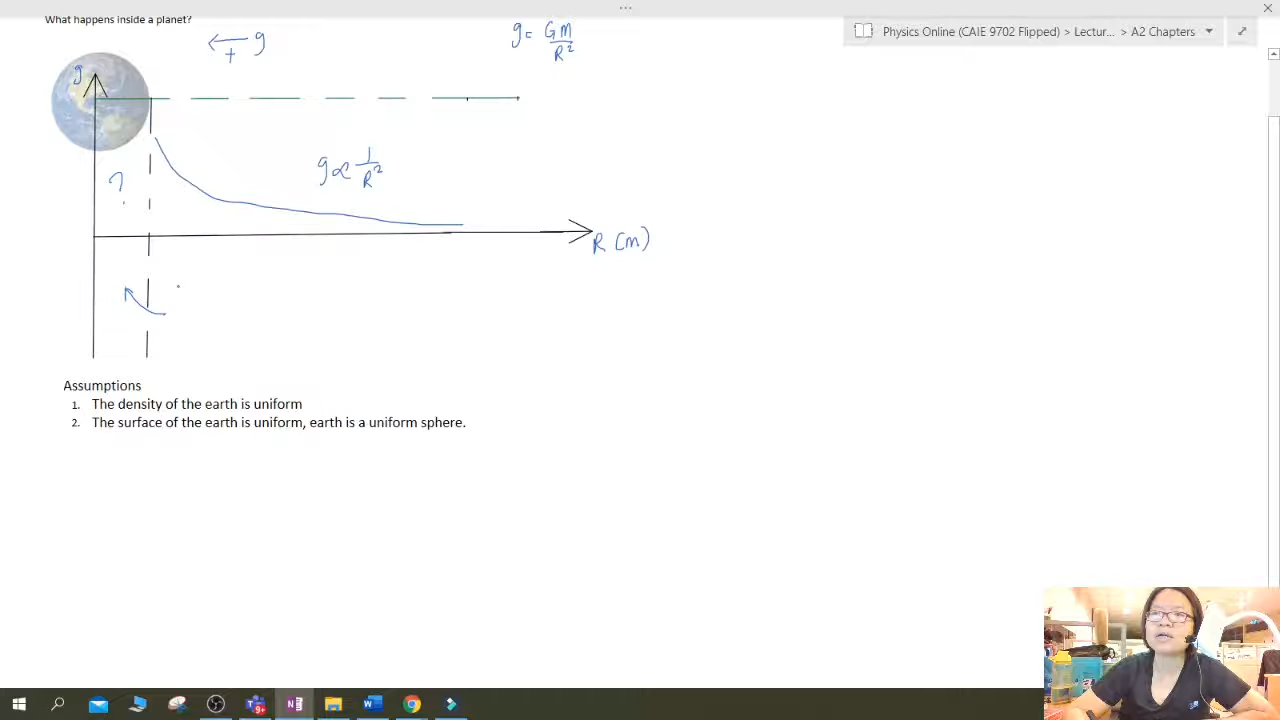 What happens inside a planet?
Physics Online (CAIE 9702 Flipped) > Lectur... > A2 Chapters
← + g
g = GM/R²
g
?
g ∝ 1/R²
R (m)
Assumptions
1. The density of the earth is uniform
2. The surface of the earth is uniform, earth is a uniform sphere.